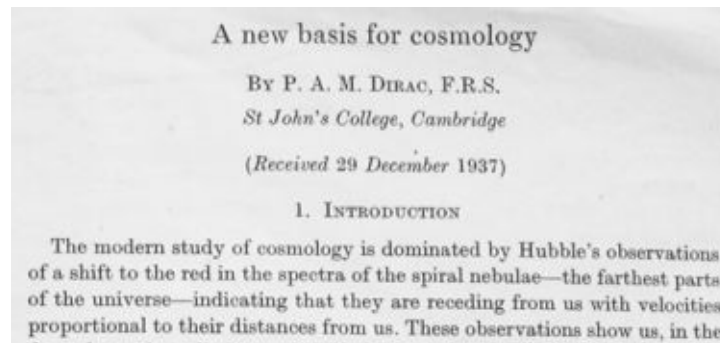 A new basis for cosmology
BY P. A. M. DIRAC, F.R.S.
St John's College, Cambridge
(Received 29 December 1937)
1. INTRODUCTION
The modern study of cosmology is dominated by Hubble's observations
of a shift to the red in the spectra of the spiral nebulae—the farthest parts
of the universe—indicating that they are receding from us with velocities
proportional to their distances from us. These observations show us, in the